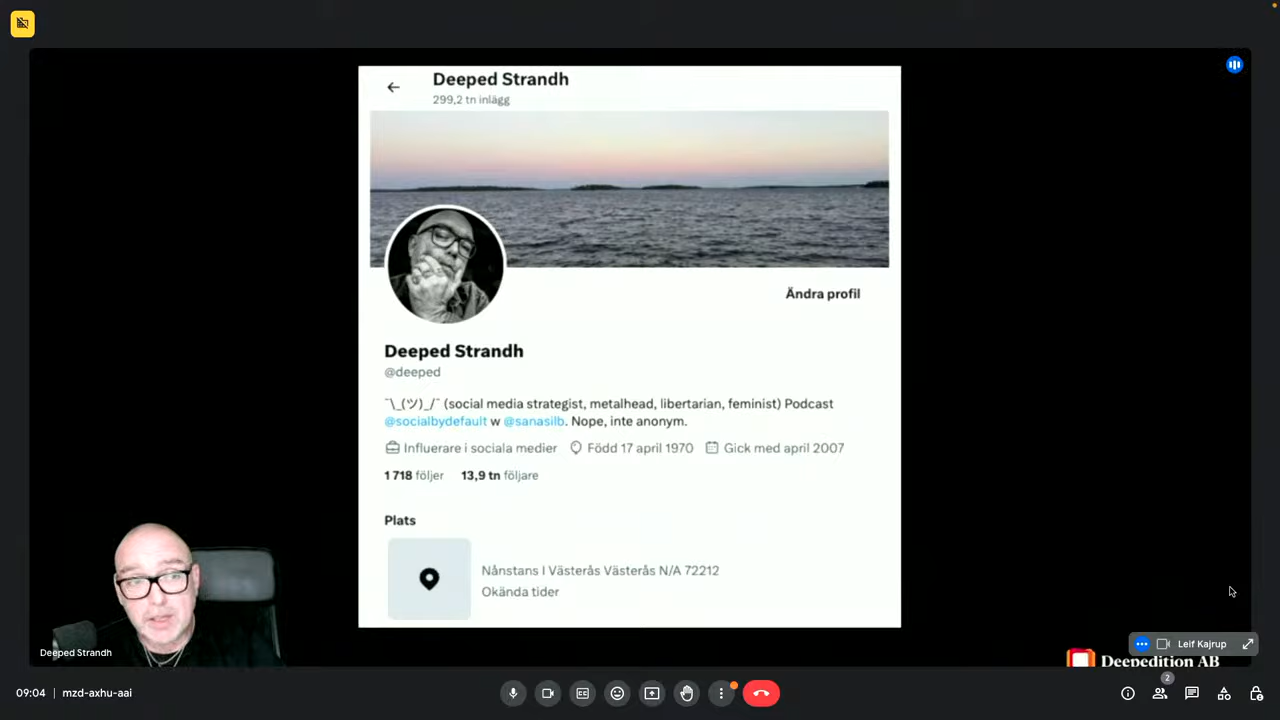 Deeped Strandh
299,2 tn inlägg
Ändra profil
Deeped Strandh
@deeped
¯\_(ツ)_/¯ (social media strategist, metalhead, libertarian, feminist) Podcast
@socialbydefault w @sanasilb. Nope, inte anonym.
Influerare i sociala medier Född 17 april 1970 Gick med april 2007
1 718 följer 13,9 tn följare
Plats
Nånstans I Västerås Västerås N/A 72212
Okända tider
Deeped Strandh
Leif Kajrup
Deepedition AB
2
09:04 | mzd-axhu-aai